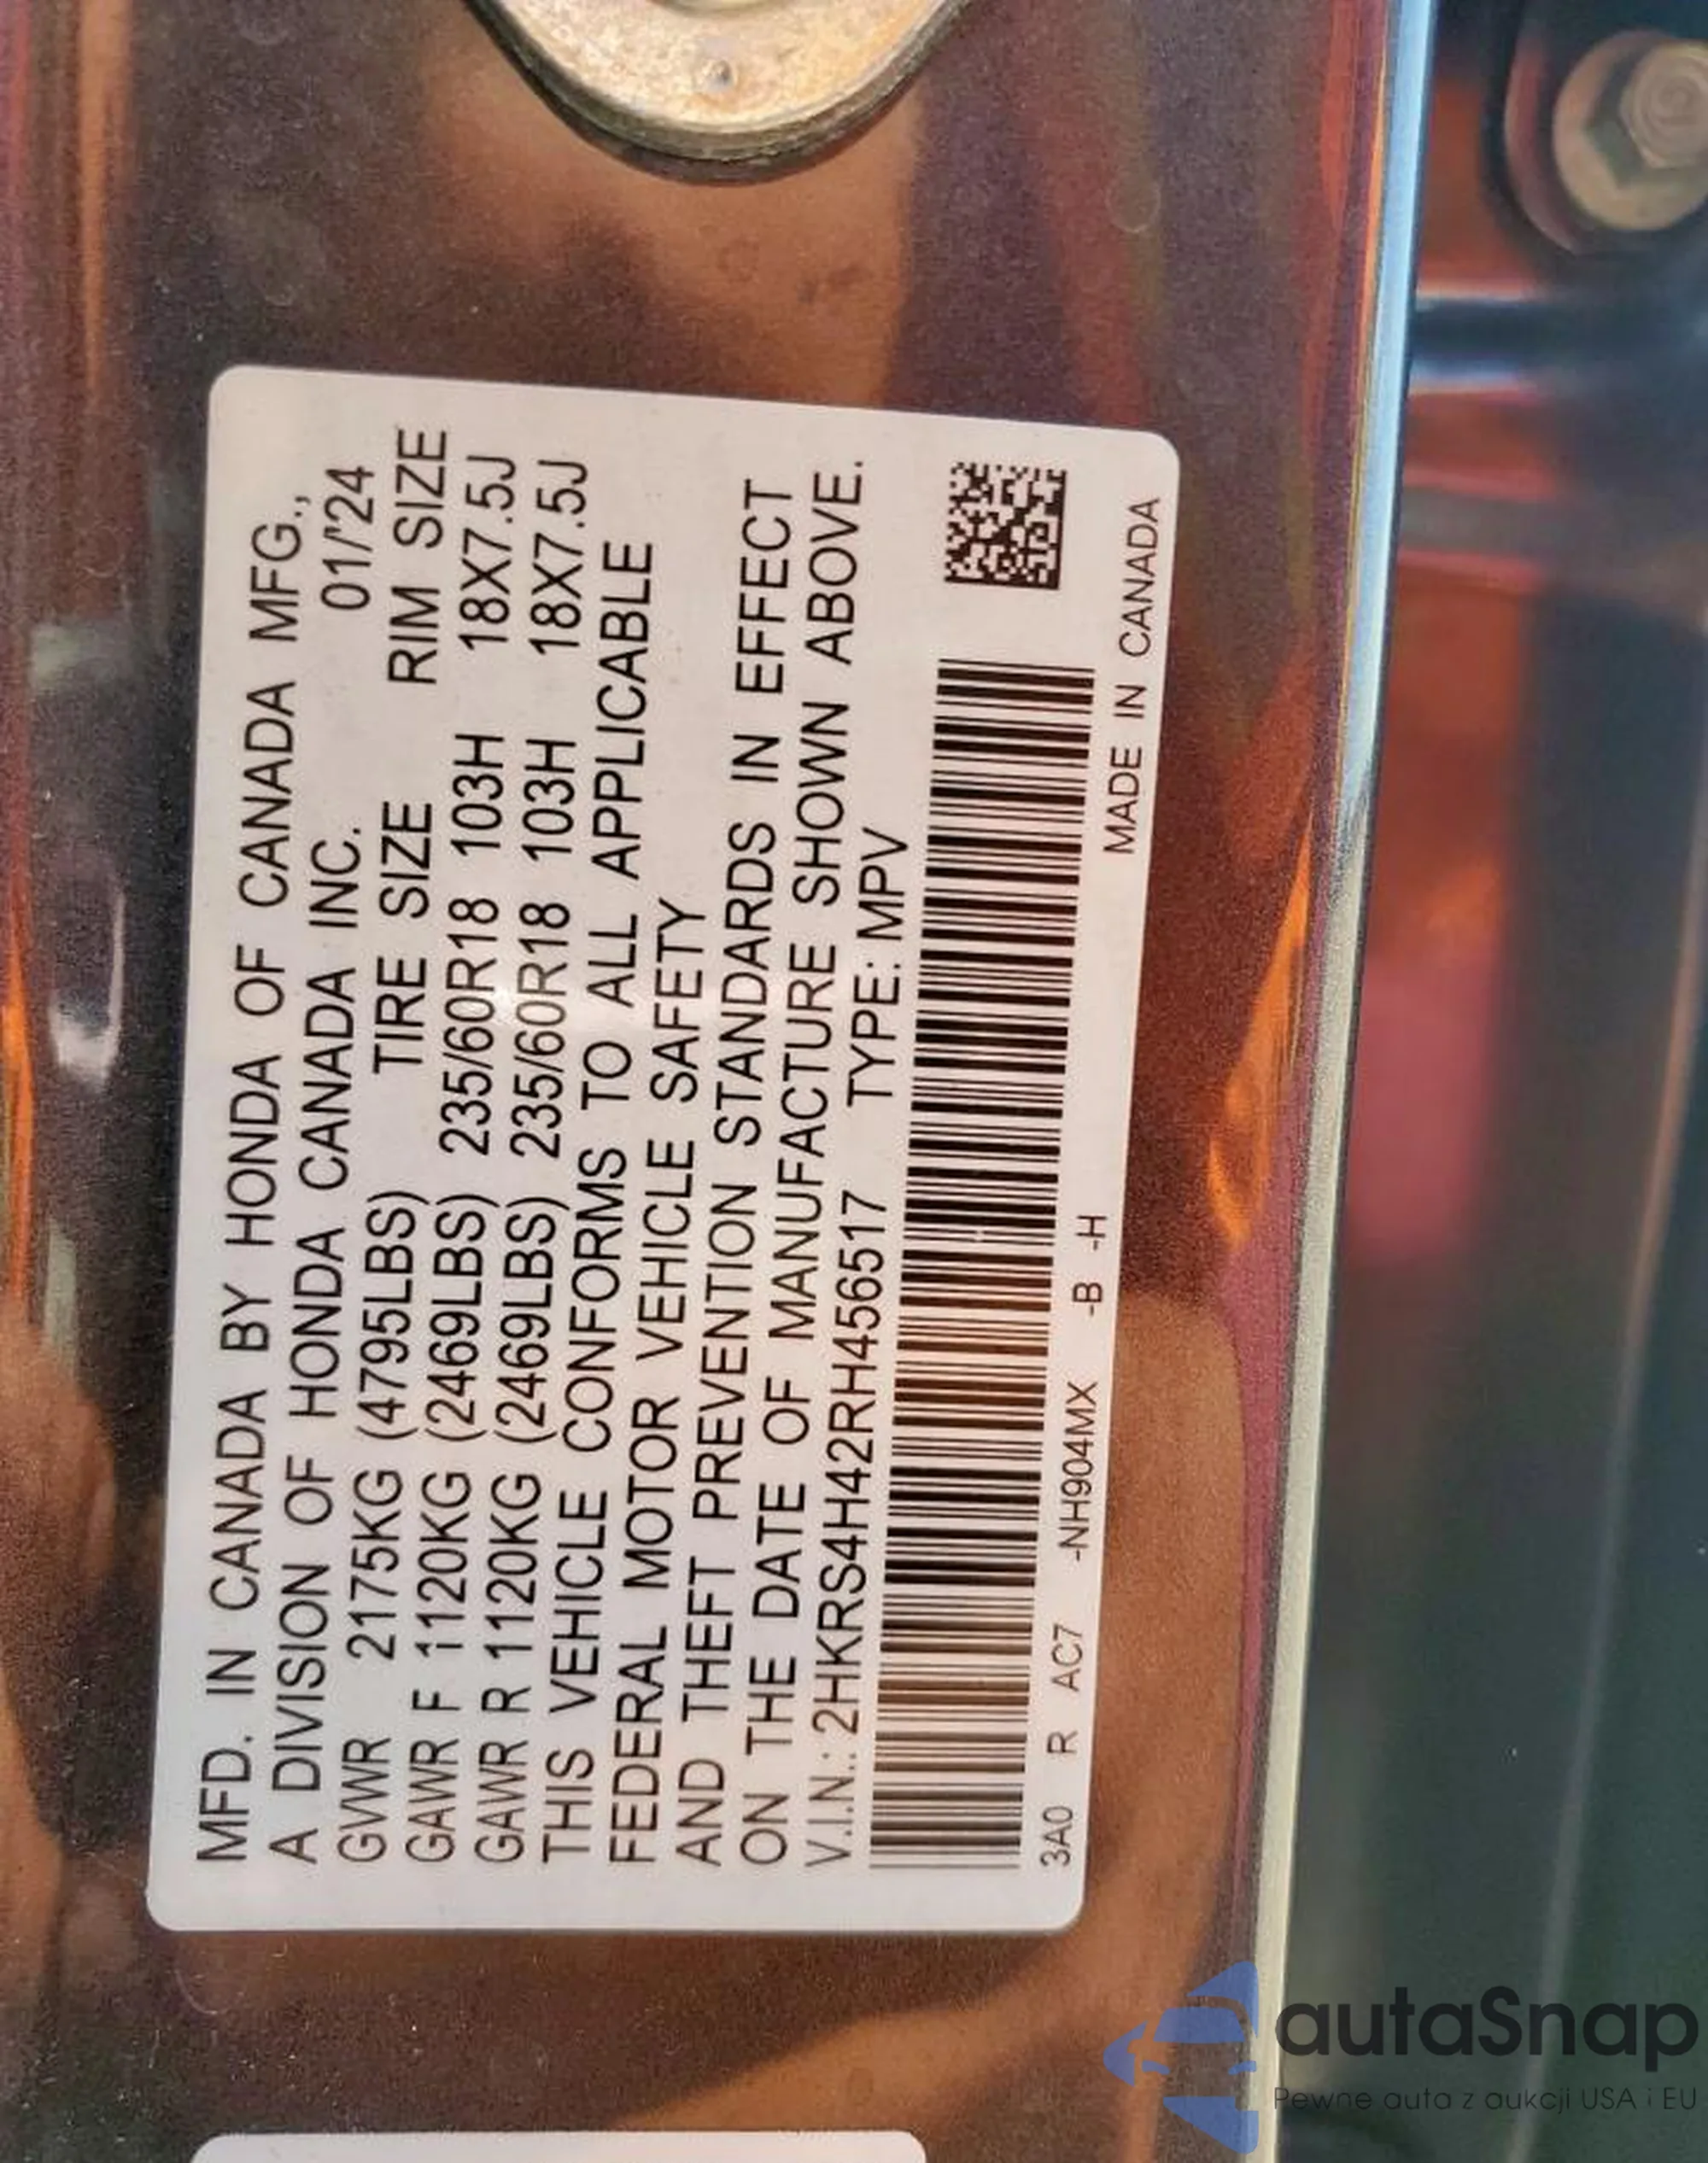 MFD. IN CANADA BY HONDA OF CANADA MFG.,
A DIVISION OF HONDA CANADA INC. 01/'24
GVWR 2175KG (4795LBS) TIRE SIZE RIM SIZE
GAWR F 1120KG (2469LBS) 235/60R18 103H 18X7.5J
GAWR R 1120KG (2469LBS) 235/60R18 103H 18X7.5J
THIS VEHICLE CONFORMS TO ALL APPLICABLE
FEDERAL MOTOR VEHICLE SAFETY
AND THEFT PREVENTION STANDARDS IN EFFECT
ON THE DATE OF MANUFACTURE SHOWN ABOVE.
V.I.N.: 2HKRS4H42RH456517 TYPE: MPV
3A0 R AC7 -NH904MX -B -H MADE IN CANADA
autaSnap
Pewne auta z aukcji USA i EU